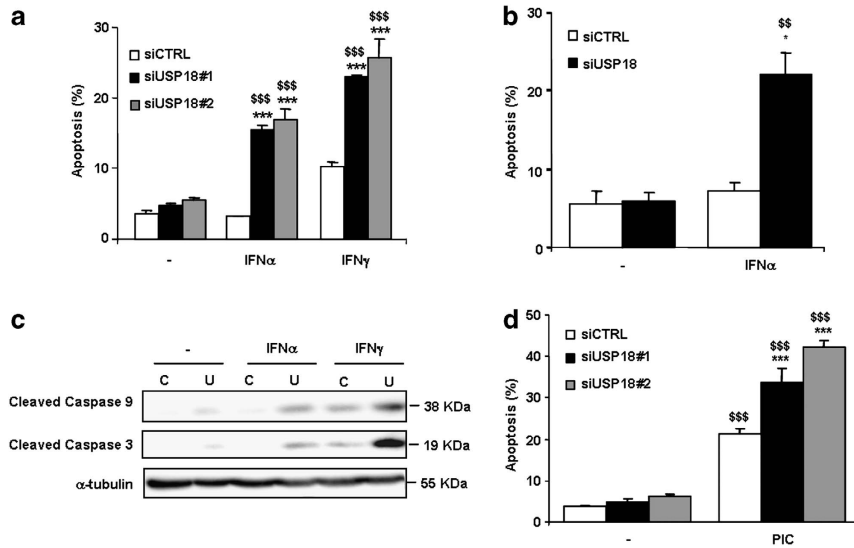 a
siCTRL
siUSP18#1
siUSP18#2
Apoptosis (%)
30
20
10
0
$$$
***
$$$
***
$$$
***
$$$
***
-
IFNα
IFNγ
b
siCTRL
siUSP18
Apoptosis (%)
30
20
10
0
$$
*
-
IFNα
c
- IFNα IFNγ
C U C U C U
Cleaved Caspase 9 38 KDa
Cleaved Caspase 3 19 KDa
α-tubulin 55 KDa
d
siCTRL
siUSP18#1
siUSP18#2
Apoptosis (%)
50
40
30
20
10
0
$$$
$$$
***
$$$
***
-
PIC